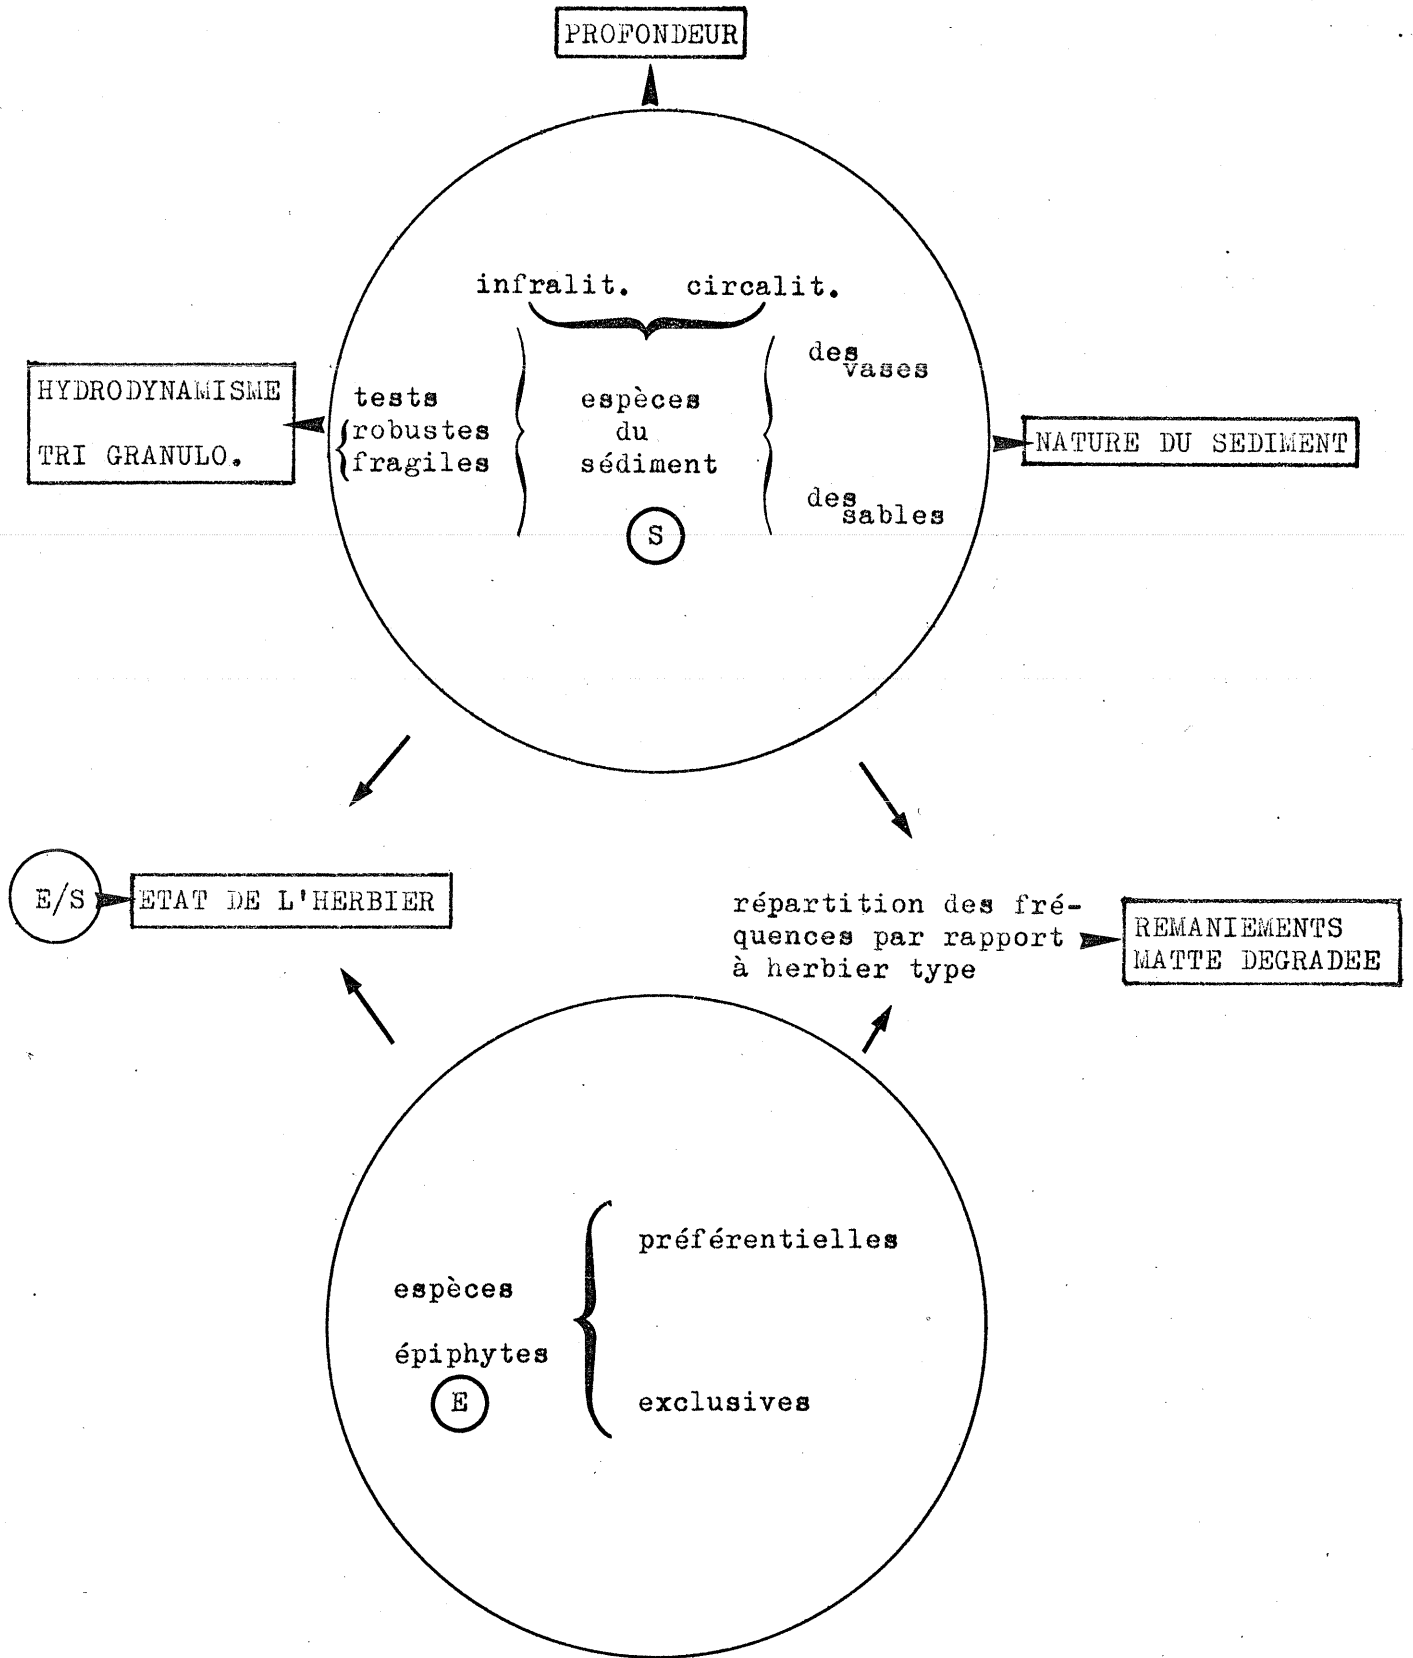 PROFONDEUR
infralit. circalit.
HYDRODYNAMISME
TRI GRANULO.
tests
robustes
fragiles
espèces
du
sédiment
S
des
vases
des
sables
NATURE DU SEDIMENT
E/S
ETAT DE L'HERBIER
répartition des fré-
quences par rapport
à herbier type
REMANIEMENTS
MATTE DEGRADEE
espèces
épiphytes
E
préférentielles
exclusives